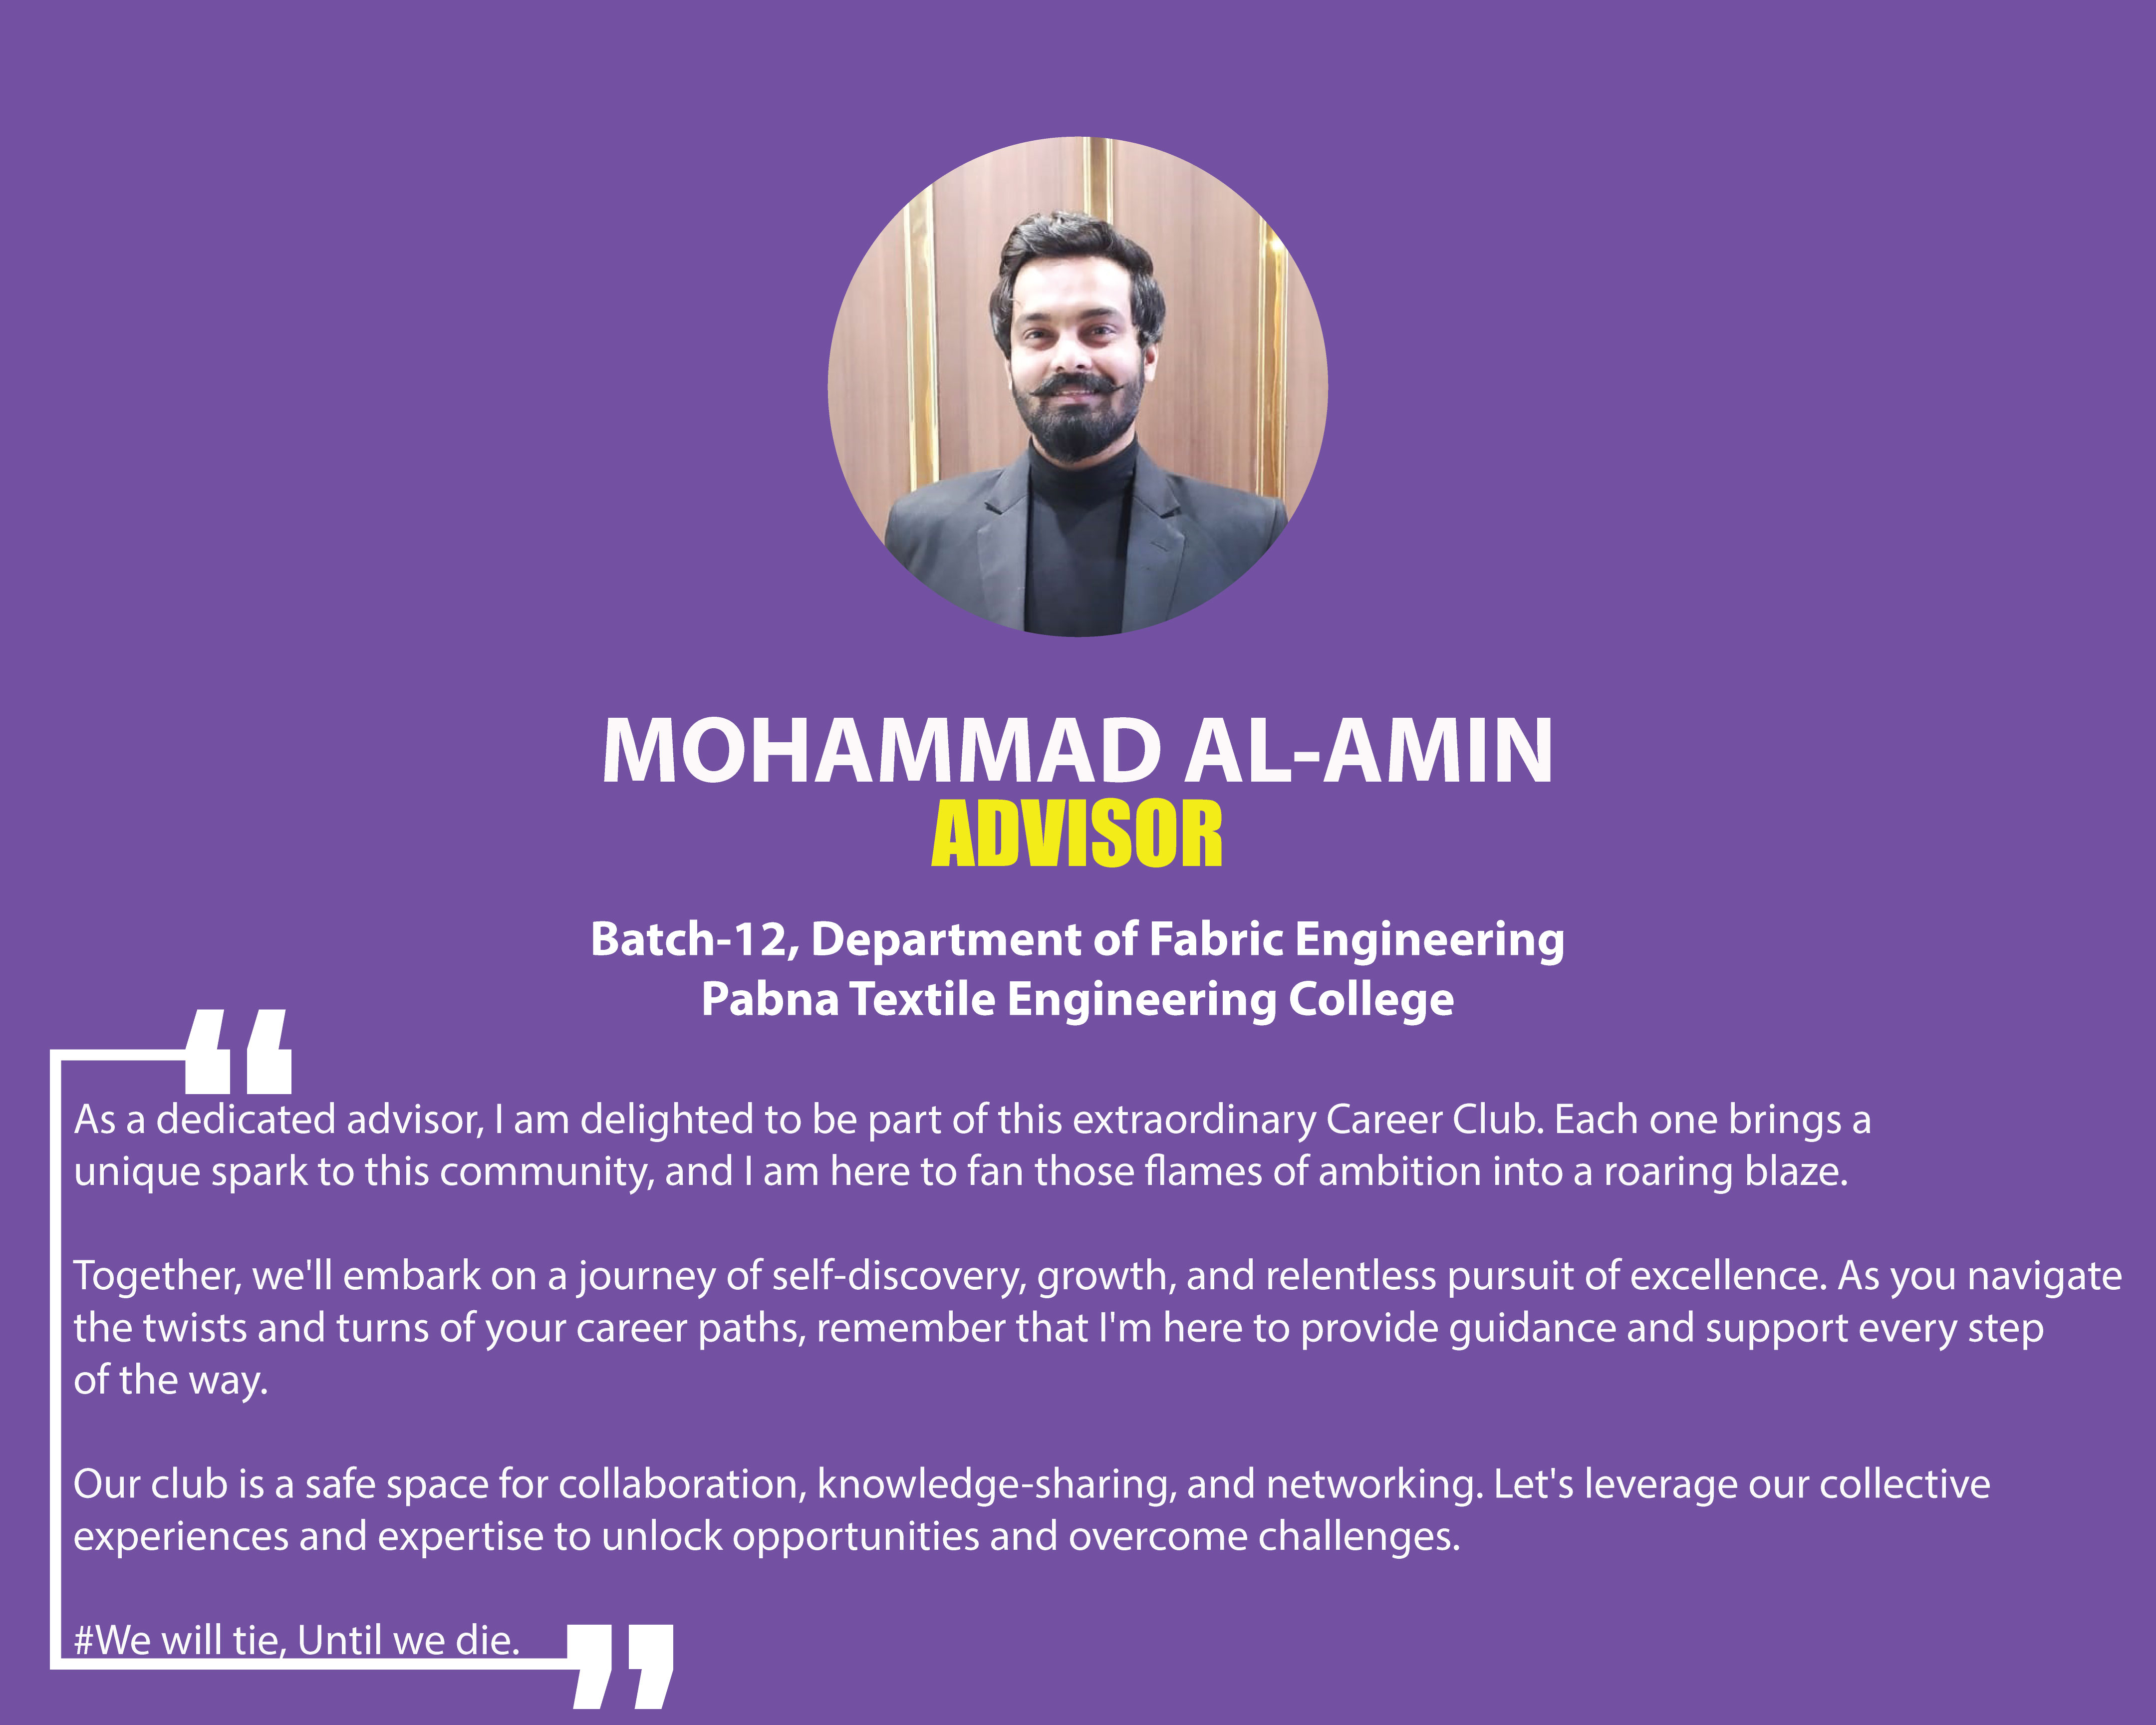 MOHAMMAD AL-AMIN
ADVISOR
Batch-12, Department of Fabric Engineering
Pabna Textile Engineering College
“
As a dedicated advisor, I am delighted to be part of this extraordinary Career Club. Each one brings a
unique spark to this community, and I am here to fan those flames of ambition into a roaring blaze.
Together, we'll embark on a journey of self-discovery, growth, and relentless pursuit of excellence. As you navigate
the twists and turns of your career paths, remember that I'm here to provide guidance and support every step
of the way.
Our club is a safe space for collaboration, knowledge-sharing, and networking. Let's leverage our collective
experiences and expertise to unlock opportunities and overcome challenges.
#We will tie, Until we die.
”